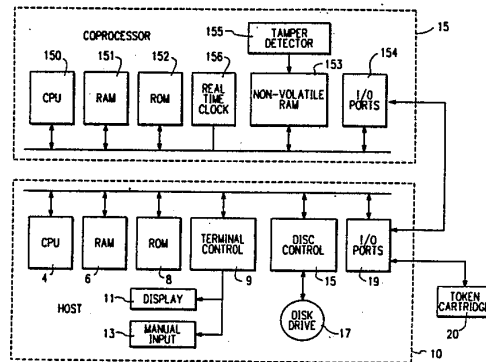 155
TAMPER
DETECTOR
15
COPROCESSOR
150
151
152
156
153
154
CPU
RAM
ROM
REAL
TIME
CLOCK
NON-VOLATILE
RAM
I/O
PORTS
CPU
RAM
ROM
TERMINAL
CONTROL
DISC
CONTROL
I/O
PORTS
4
6
8
9
15
19
HOST
11
DISPLAY
13
MANUAL
INPUT
DISK
DRIVE
17
TOKEN
CARTRIDGE
20
10